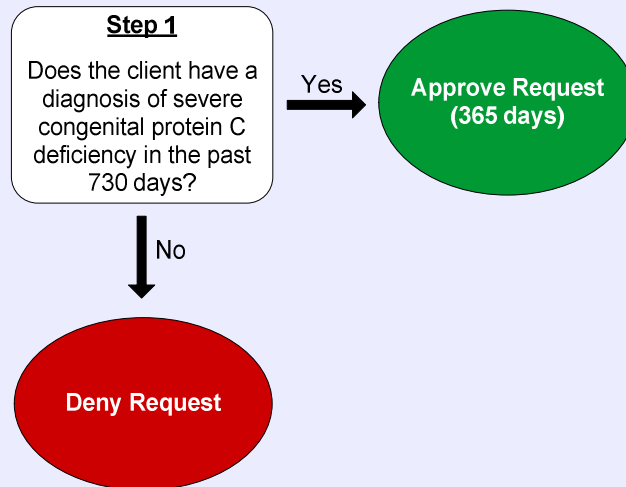 Step 1
Does the client have a
diagnosis of severe
congenital protein C
deficiency in the past
730 days?
Yes
Approve Request
(365 days)
No
Deny Request